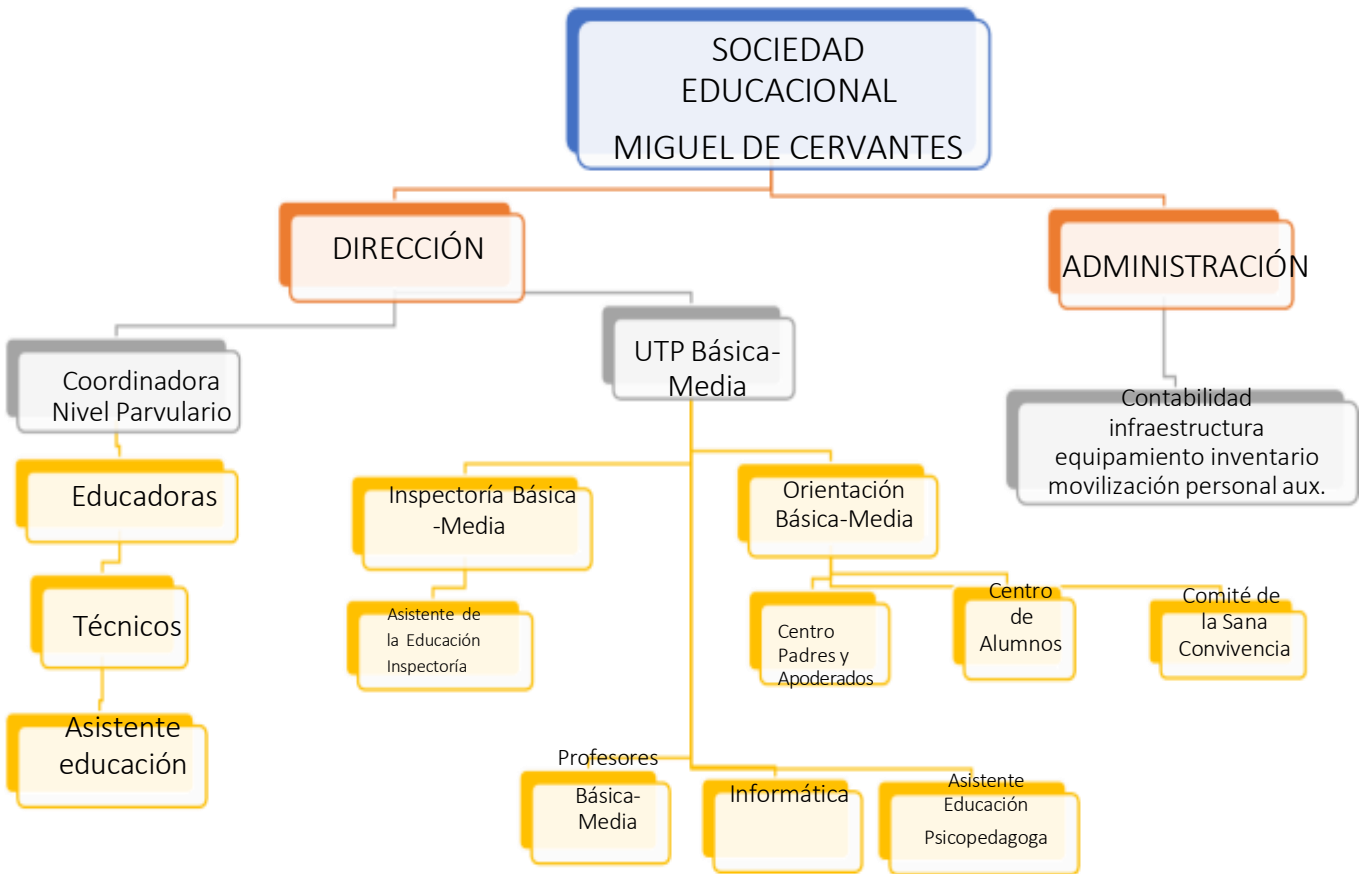 SOCIEDAD
EDUCACIONAL
MIGUEL DE CERVANTES
DIRECCIÓN
ADMINISTRACIÓN
Coordinadora
Nivel Parvulario
UTP Básica-
Media
Contabilidad
infraestructura
equipamiento inventario
movilización personal aux.
Educadoras
Inspectoría Básica
-Media
Orientación
Básica-Media
Técnicos
Asistente de
la Educación
Inspectoría
Centro
Padres y
Apoderados
Centro
de
Alumnos
Comité de
la Sana
Convivencia
Asistente
educación
Profesores
Básica-
Media
Informática
Asistente
Educación
Psicopedagoga